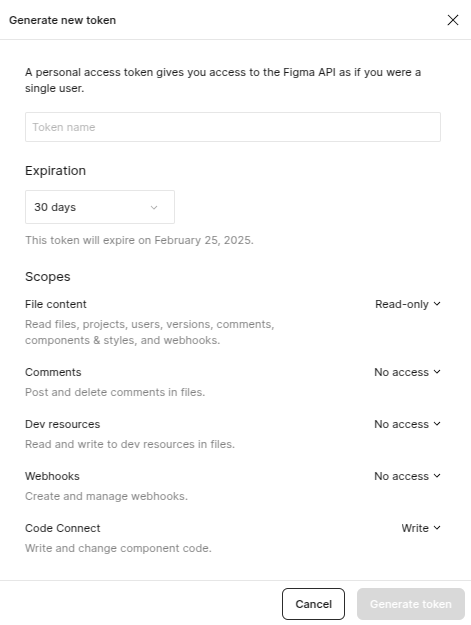 Generate new token
A personal access token gives you access to the Figma API as if you were a
single user.
Token name
Expiration
30 days
This token will expire on February 25, 2025.
Scopes
File content Read-only
Read files, projects, users, versions, comments,
components & styles, and webhooks.
Comments No access
Post and delete comments in files.
Dev resources No access
Read and write to dev resources in files.
Webhooks No access
Create and manage webhooks.
Code Connect Write
Write and change component code.
Cancel Generate token